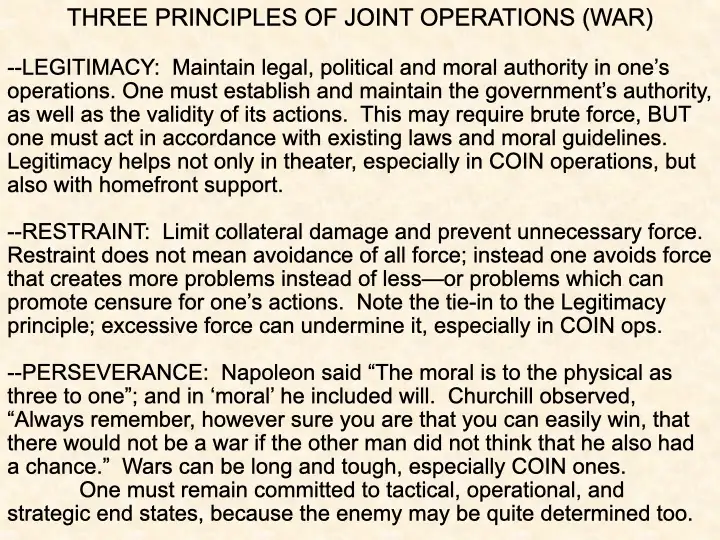 THREE PRINCIPLES OF JOINT OPERATIONS (WAR)
--LEGITIMACY:  Maintain legal, political and moral authority in one’s
operations. One must establish and maintain the government’s authority,
as well as the validity of its actions.  This may require brute force, BUT
one must act in accordance with existing laws and moral guidelines.
Legitimacy helps not only in theater, especially in COIN operations, but
also with homefront support.
--RESTRAINT:  Limit collateral damage and prevent unnecessary force.
Restraint does not mean avoidance of all force; instead one avoids force
that creates more problems instead of less—or problems which can
promote censure for one’s actions.  Note the tie-in to the Legitimacy
principle; excessive force can undermine it, especially in COIN ops.
--PERSEVERANCE:  Napoleon said “The moral is to the physical as
three to one”; and in ‘moral’ he included will.  Churchill observed,
“Always remember, however sure you are that you can easily win, that
there would not be a war if the other man did not think that he also had
a chance.”  Wars can be long and tough, especially COIN ones.
One must remain committed to tactical, operational, and
strategic end states, because the enemy may be quite determined too.